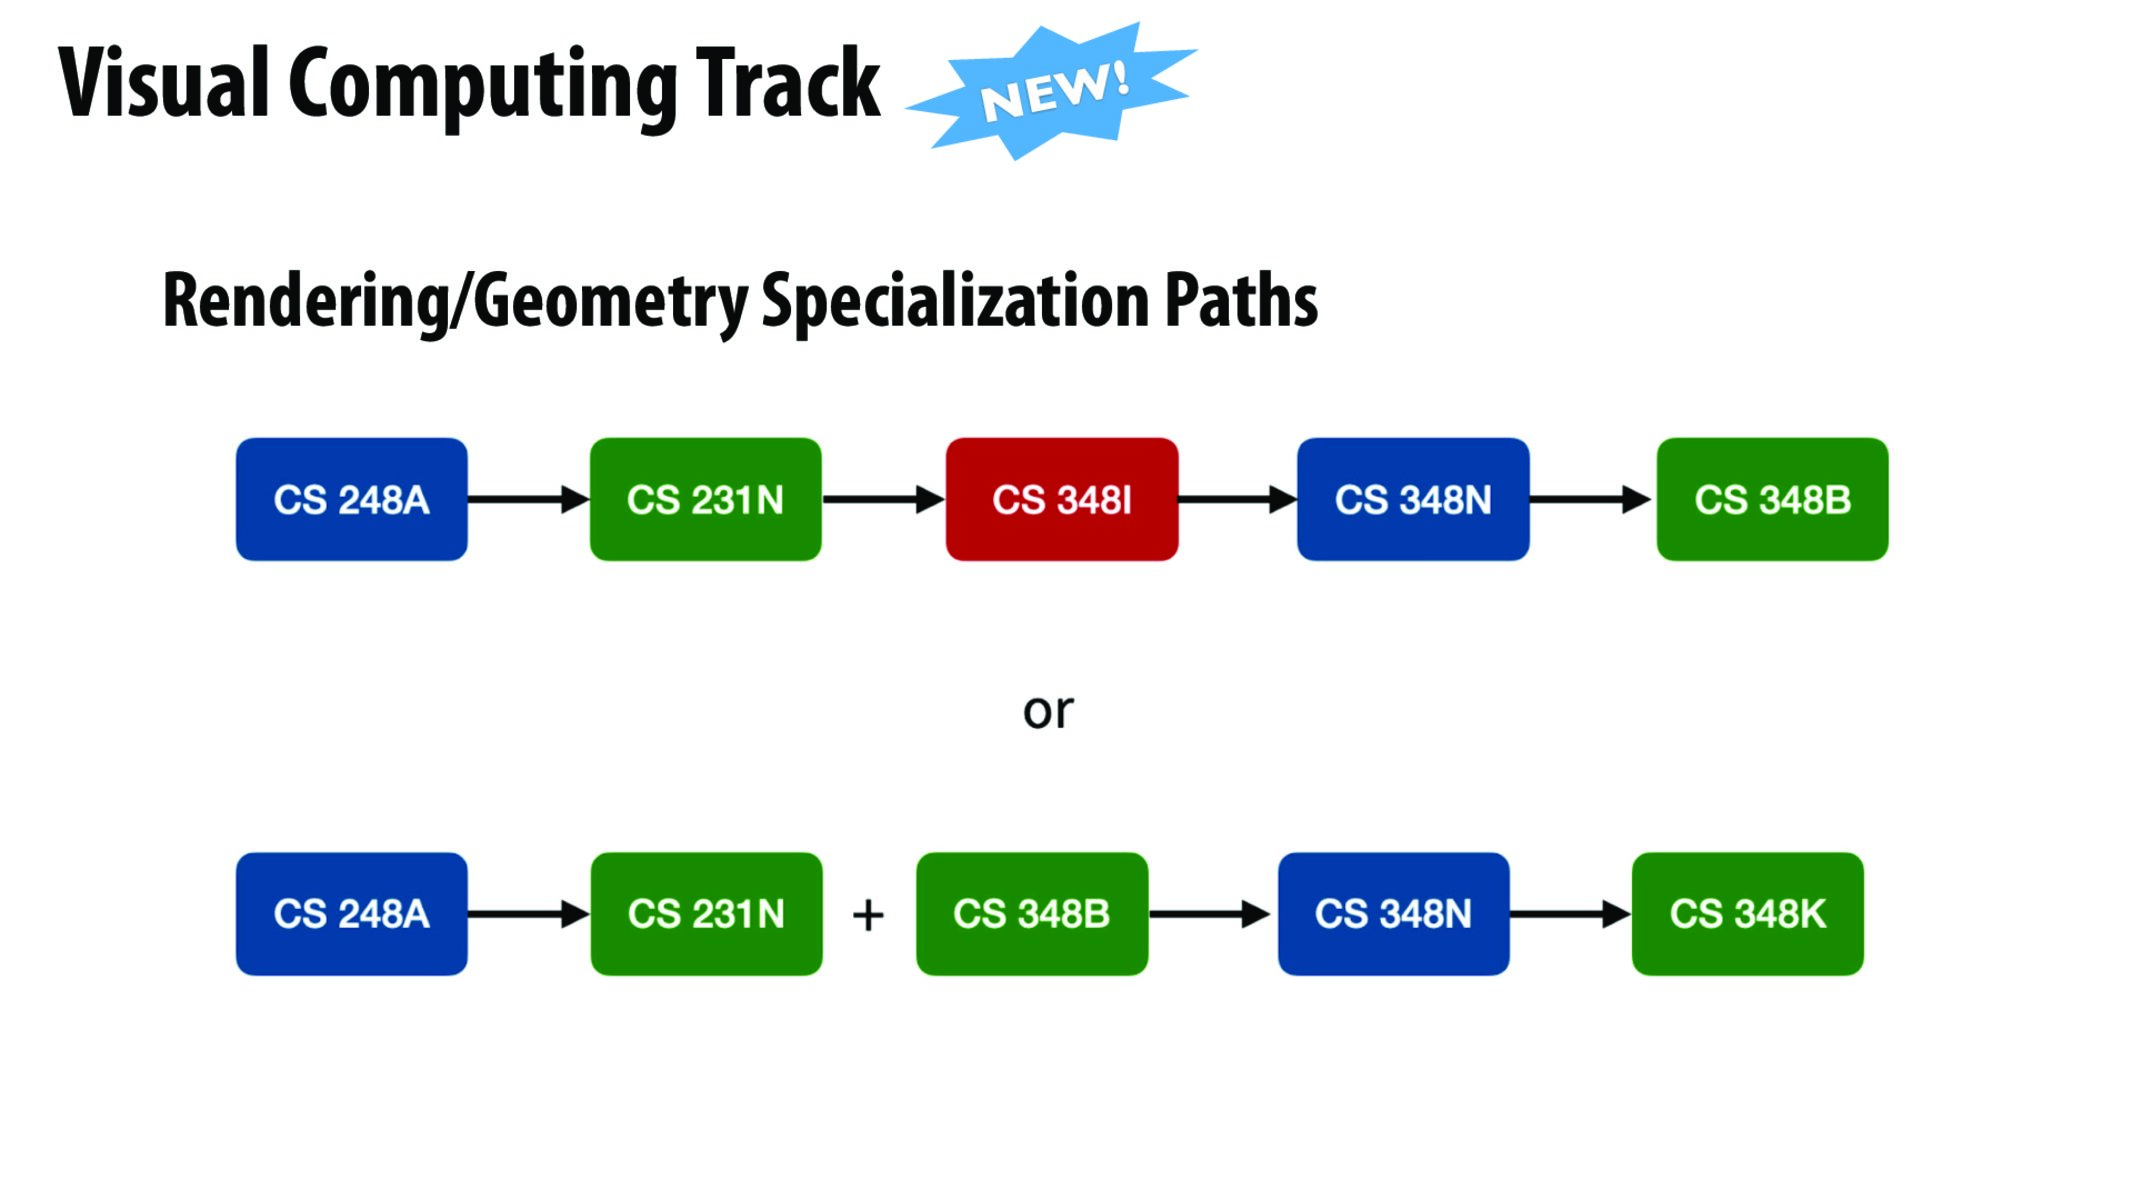 Visual Computing Track NEW!
Rendering/Geometry Specialization Paths
CS 248A CS 231N CS 348I CS 348N CS 348B
or
CS 248A CS 231N + CS 348B CS 348N CS 348K